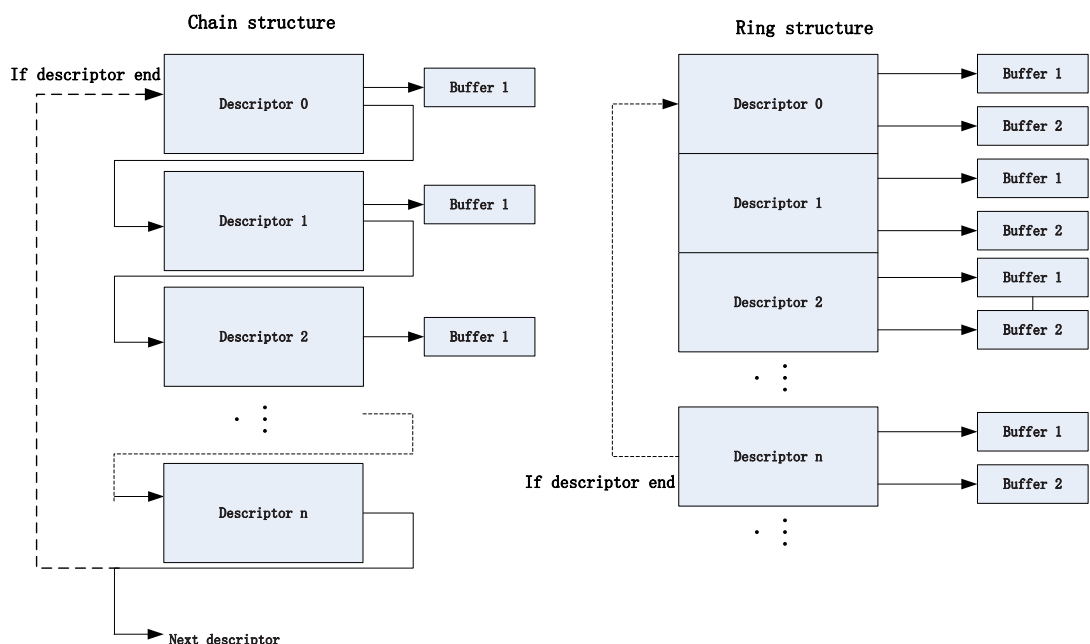 Chain structure
If descriptor end
Descriptor 0
Buffer 1
Descriptor 1
Buffer 1
Descriptor 2
Buffer 1
Descriptor n
Next descriptor
Ring structure
Descriptor 0
Buffer 1
Buffer 2
Descriptor 1
Buffer 1
Buffer 2
Descriptor 2
Buffer 1
Buffer 2
Descriptor n
Buffer 1
Buffer 2
If descriptor end